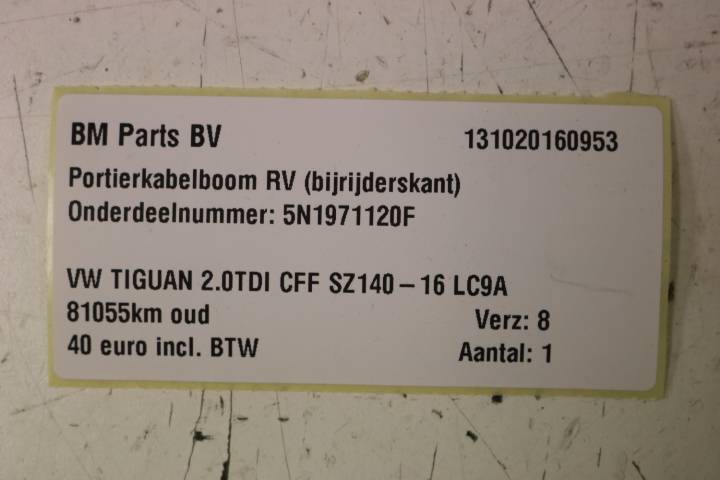 BM Parts BV 131020160953
Portierkabelboom RV (bijrijderskant)
Onderdeelnummer: 5N1971120F
VW TIGUAN 2.0TDI CFF SZ140-16 LC9A
81055km oud Verz: 8
40 euro incl. BTW Aantal: 1